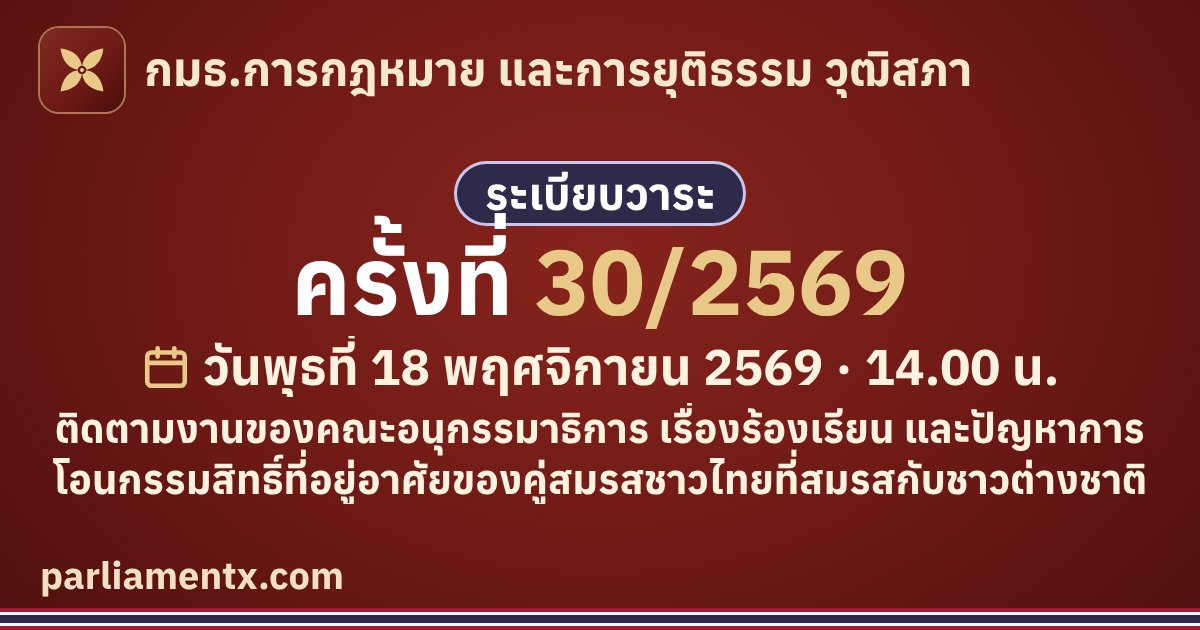 กมธ.การกฎหมาย และการยุติธรรม วุฒิสภา
ระเบียบวาระ
ครั้งที่ 30/2569
วันพุธที่ 18 พฤศจิกายน 2569 · 14.00 น.
ติดตามงานของคณะอนุกรรมาธิการ เรื่องร้องเรียน และปัญหาการ
โอนกรรมสิทธิ์ที่อยู่อาศัยของคู่สมรสชาวไทยที่สมรสกับชาวต่างชาติ
parliamentx.com